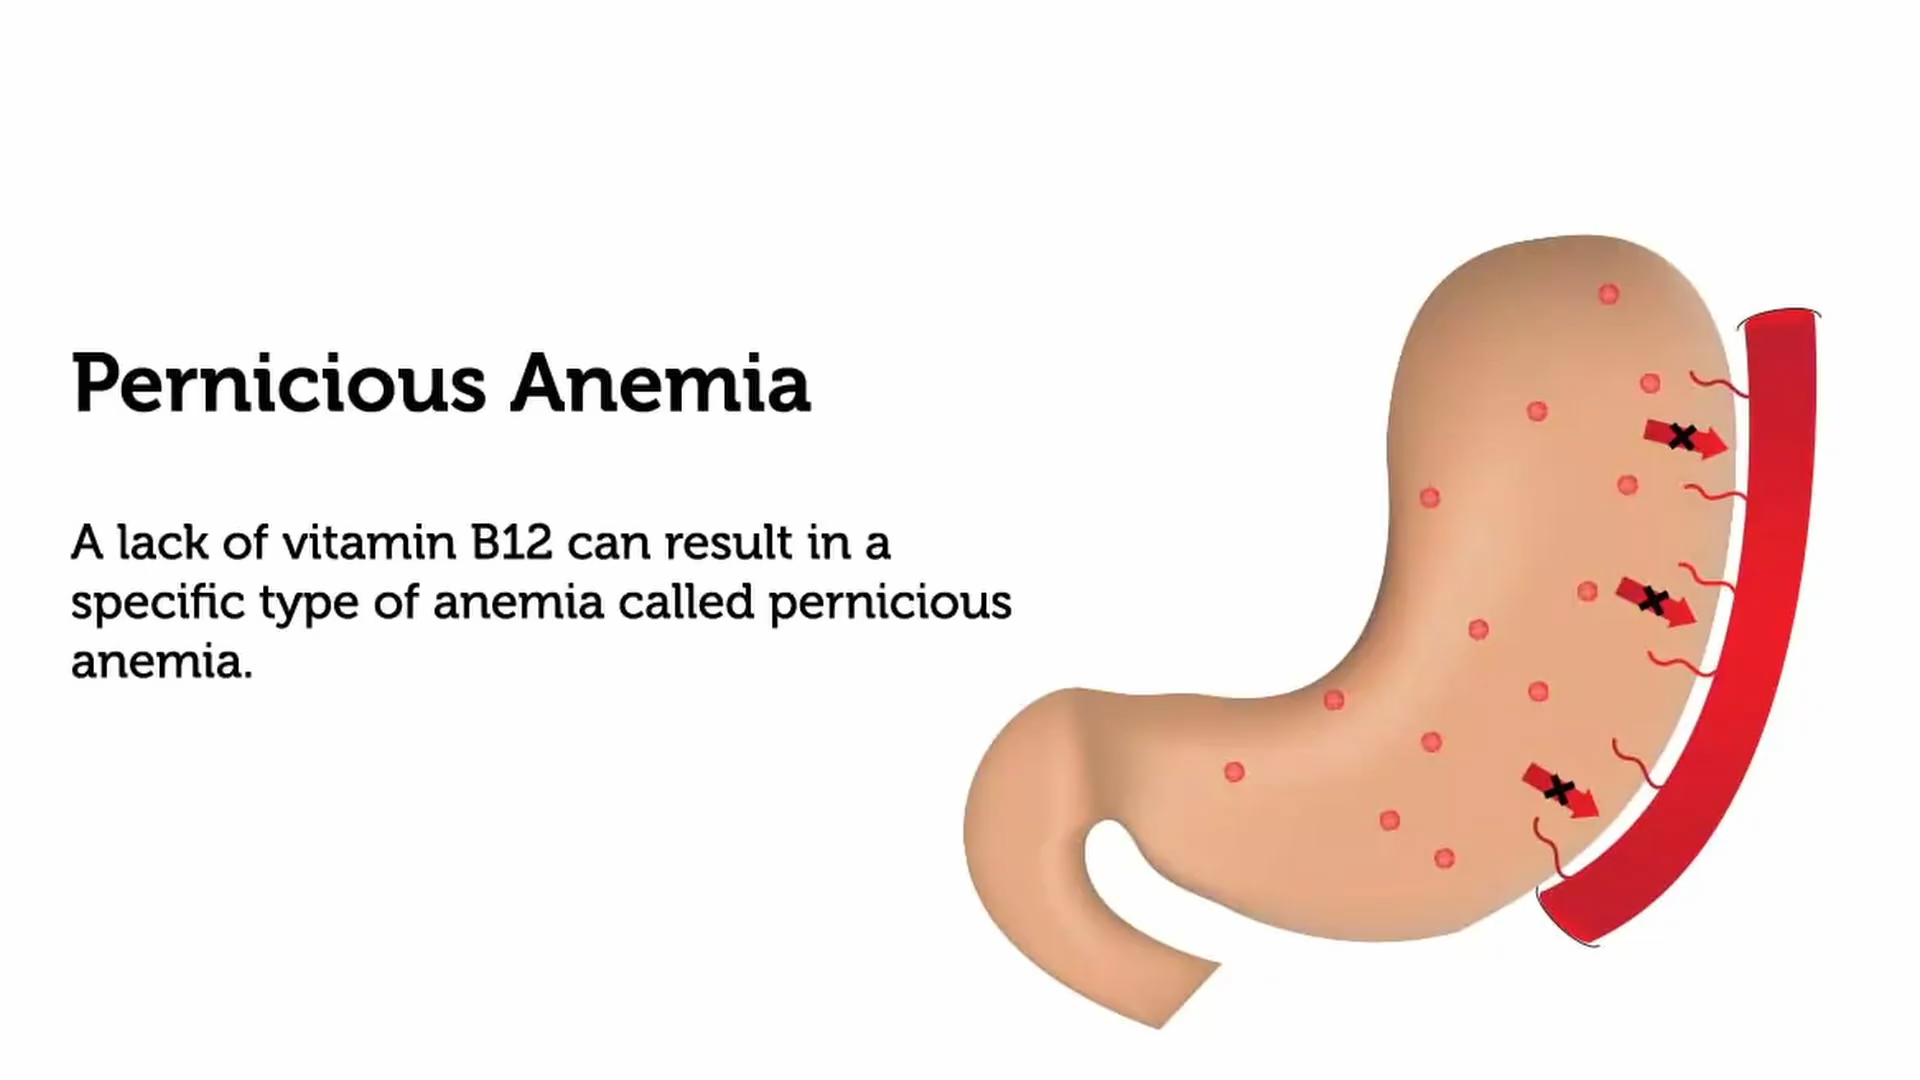 Pernicious Anemia
A lack of vitamin B12 can result in a
specific type of anemia called pernicious
anemia.